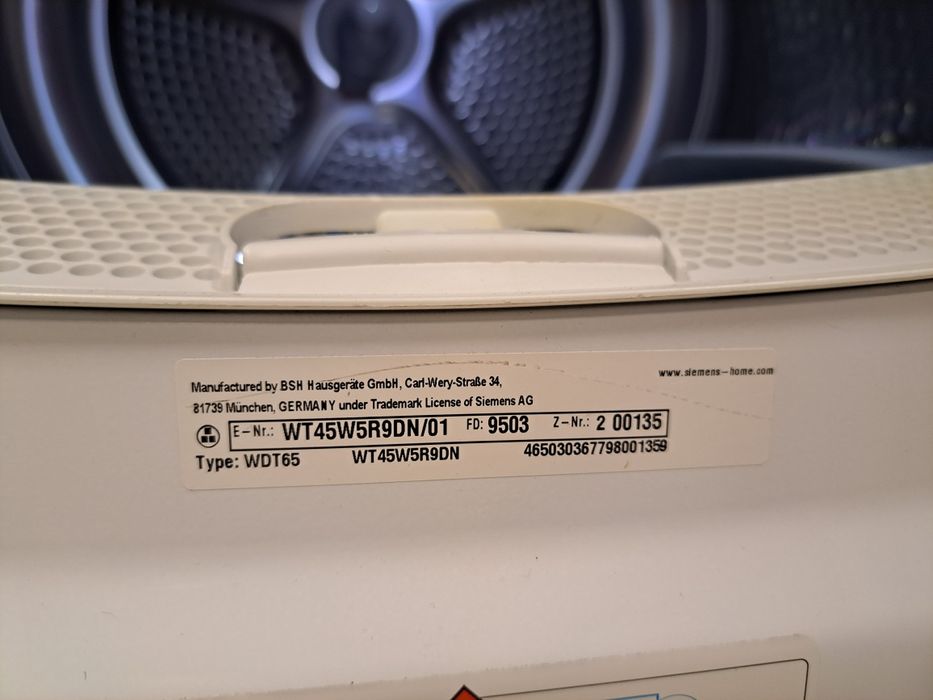 Manufactured by BSH Hausgeräte GmbH, Carl-Wery-Straße 34,
www.siemens-home.com
81739 München, GERMANY under Trademark License of Siemens AG
E-Nr.: WT45W5R9DN/01 FD: 9503 Z-Nr.: 2 00135
Type: WDT65 WT45W5R9DN 465030367798001359